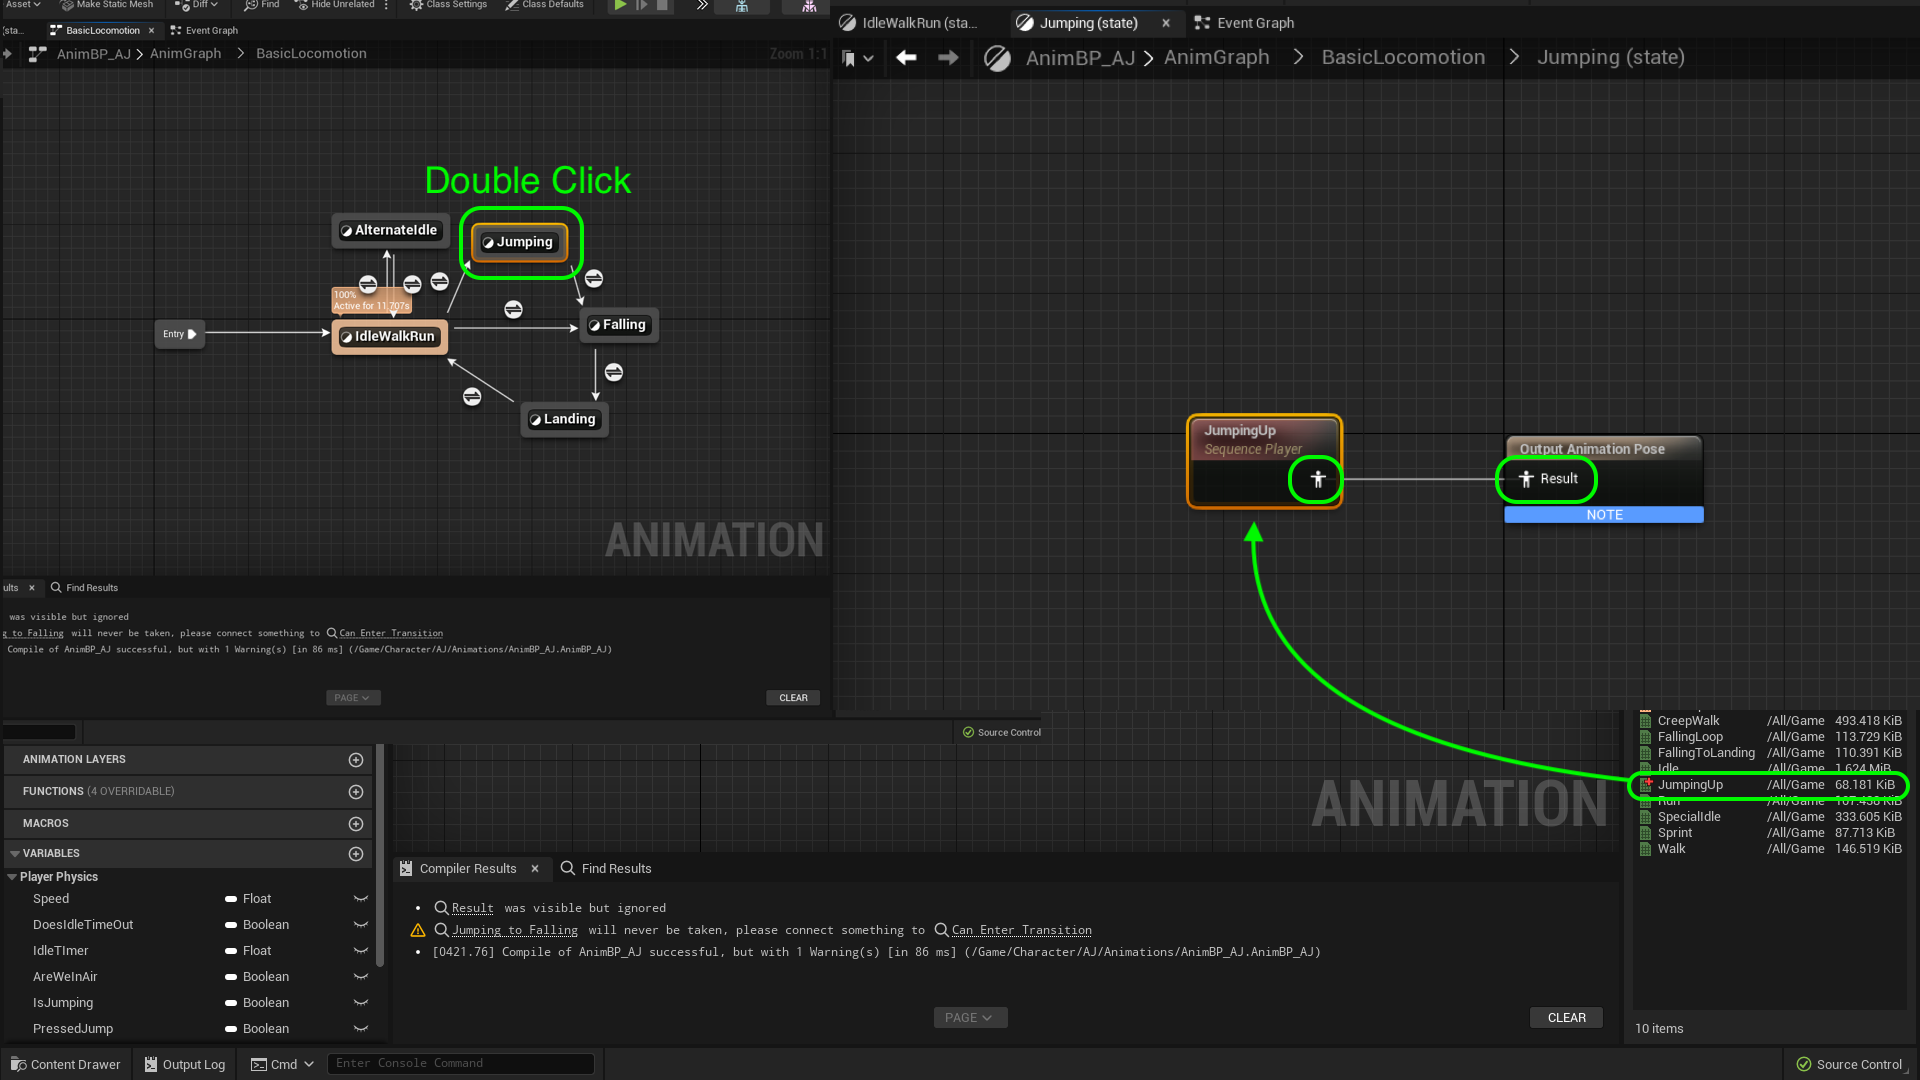 Asset
Make Static Mesh
Diff
Find
Hide Unrelated
Class Settings
Class Defaults
(sta...
BasicLocomotion
Event Graph
AnimBP_AJ > AnimGraph > BasicLocomotion
Zoom 1:1
Double Click
AlternateIdle
Jumping
100%
Active for 11.707s
Entry
IdleWalkRun
Falling
Landing
ANIMATION
ults
Find Results
was visible but ignored
g to Falling will never be taken, please connect something to Can Enter Transition
Compile of AnimBP_AJ successful, but with 1 Warning(s) [in 86 ms] (/Game/Character/AJ/Animations/AnimBP_AJ.AnimBP_AJ)
PAGE
CLEAR
Source Control
IdleWalkRun (sta...
Jumping (state)
Event Graph
AnimBP_AJ > AnimGraph > BasicLocomotion > Jumping (state)
JumpingUp
Sequence Player
Output Animation Pose
Result
NOTE
ANIMATION
CreepWalk /All/Game 493.418 KiB
FallingLoop /All/Game 113.729 KiB
FallingToLanding /All/Game 110.391 KiB
Idle /All/Game 1.624 MiB
JumpingUp /All/Game 68.181 KiB
Run /All/Game 107.438 KiB
SpecialIdle /All/Game 333.605 KiB
Sprint /All/Game 87.713 KiB
Walk /All/Game 146.519 KiB
10 items
ANIMATION LAYERS
FUNCTIONS (4 OVERRIDABLE)
MACROS
VARIABLES
Player Physics
Speed Float
DoesIdleTimeOut Boolean
IdleTImer Float
AreWeInAir Boolean
IsJumping Boolean
PressedJump Boolean
Compiler Results
Find Results
Result was visible but ignored
Jumping to Falling will never be taken, please connect something to Can Enter Transition
[0421.76] Compile of AnimBP_AJ successful, but with 1 Warning(s) [in 86 ms] (/Game/Character/AJ/Animations/AnimBP_AJ.AnimBP_AJ)
PAGE
CLEAR
Content Drawer
Output Log
Cmd
Enter Console Command
Source Control